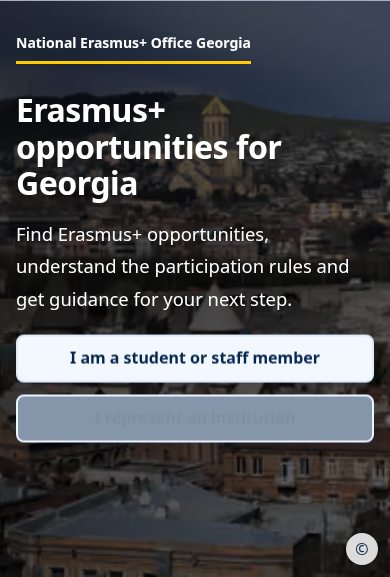 National Erasmus+ Office Georgia
Erasmus+
opportunities for
Georgia
Find Erasmus+ opportunities,
understand the participation rules and
get guidance for your next step.
I am a student or staff member
I represent an institution
©